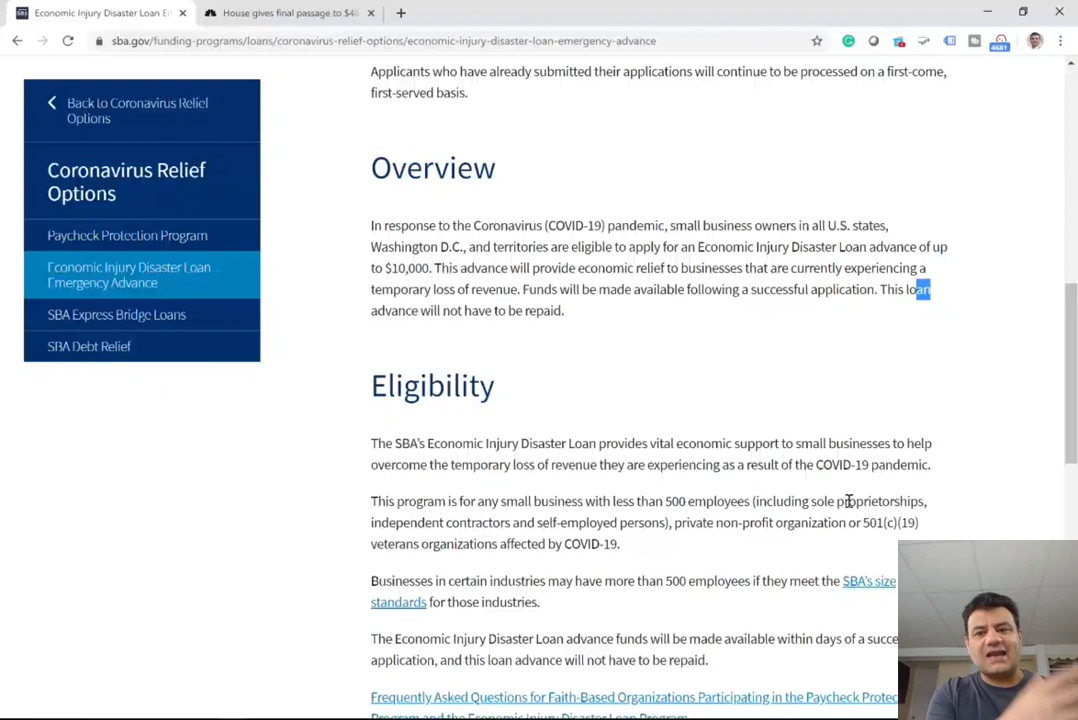 Economic Injury Disaster Loan E
House gives final passage to $48
sba.gov/funding-programs/loans/coronavirus-relief-options/economic-injury-disaster-loan-emergency-advance
4681
Back to Coronavirus Relief
Options
Coronavirus Relief
Options
Paycheck Protection Program
Economic Injury Disaster Loan
Emergency Advance
SBA Express Bridge Loans
SBA Debt Relief
Applicants who have already submitted their applications will continue to be processed on a first-come,
first-served basis.
Overview
In response to the Coronavirus (COVID-19) pandemic, small business owners in all U.S. states,
Washington D.C., and territories are eligible to apply for an Economic Injury Disaster Loan advance of up
to $10,000. This advance will provide economic relief to businesses that are currently experiencing a
temporary loss of revenue. Funds will be made available following a successful application. This loan
advance will not have to be repaid.
Eligibility
The SBA's Economic Injury Disaster Loan provides vital economic support to small businesses to help
overcome the temporary loss of revenue they are experiencing as a result of the COVID-19 pandemic.
This program is for any small business with less than 500 employees (including sole proprietorships,
independent contractors and self-employed persons), private non-profit organization or 501(c)(19)
veterans organizations affected by COVID-19.
Businesses in certain industries may have more than 500 employees if they meet the SBA's size
standards for those industries.
The Economic Injury Disaster Loan advance funds will be made available within days of a succe
application, and this loan advance will not have to be repaid.
Frequently Asked Questions for Faith-Based Organizations Participating in the Paycheck Protec
Program and the Economic Injury Disaster Loan Program